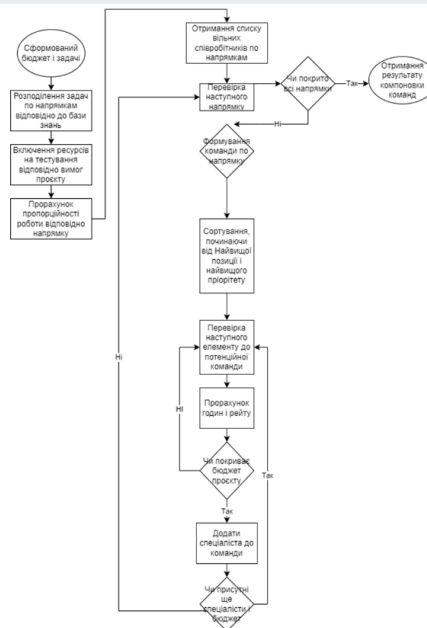 Сформований
бюджет і задачі
Розподілення задач
по напрямкам
відповідно до бази
знань
Включення ресурсів
на тестування
відповідно вимог
проєкту
Прорахунок
пропорційності
роботи відповідно
напрямку
Отримання списку
вільних
співробітників по
напрямкам
Перевірка
наступного
напрямку
Чи покрито
всі напрямки
Так
Отримання
результату
компоновки
команд
Ні
Формування
команди по
напрямку
Сортування,
починаючи
від Найвищої
позиції і
найвищого
пріорітету
Перевірка
наступного
елементу до
потенційної
команди
Ні
НІ
Прорахунок
годин і рейту
Чи покриває
бюджет
проєкту
Так
Так
Додати
спеціаліста до
команди
Чи присутні
ще
спеціалісти і
бюджет